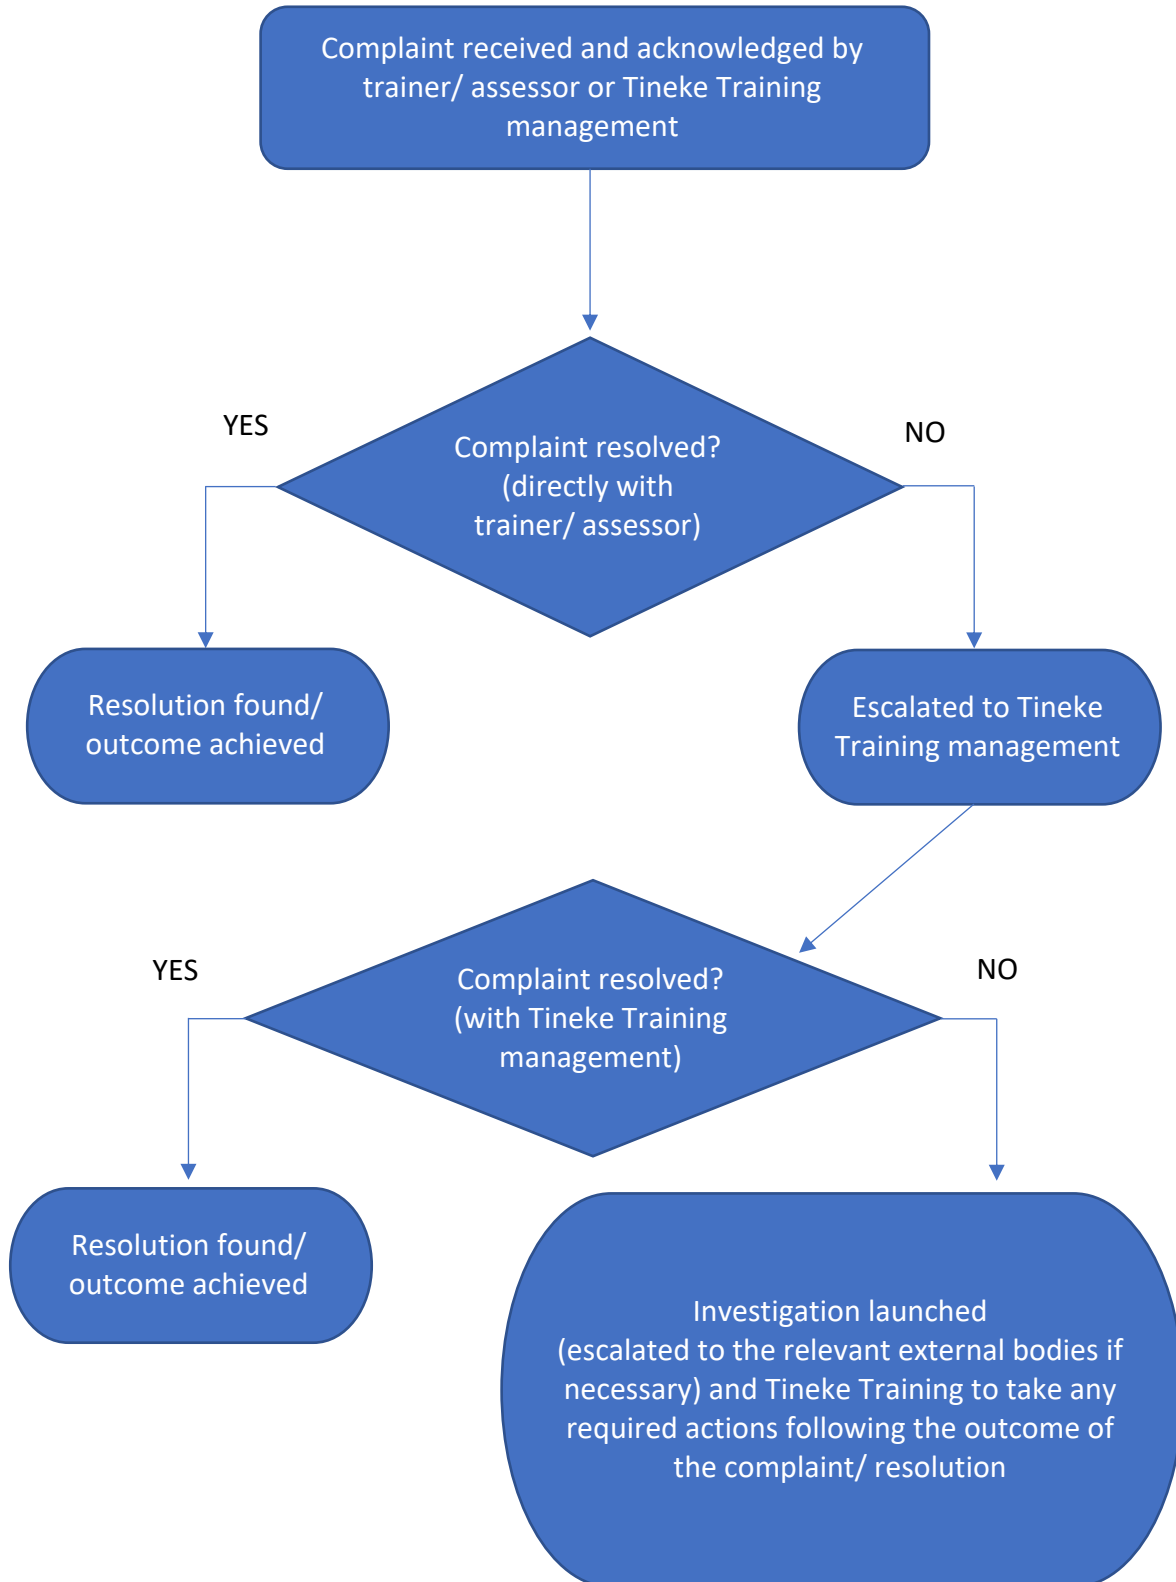 Complaint received and acknowledged by
trainer/ assessor or Tineke Training
management
YES
NO
Complaint resolved?
(directly with
trainer/ assessor)
Resolution found/
outcome achieved
Escalated to Tineke
Training management
YES
NO
Complaint resolved?
(with Tineke Training
management)
Resolution found/
outcome achieved
Investigation launched
(escalated to the relevant external bodies if
necessary) and Tineke Training to take any
required actions following the outcome of
the complaint/ resolution